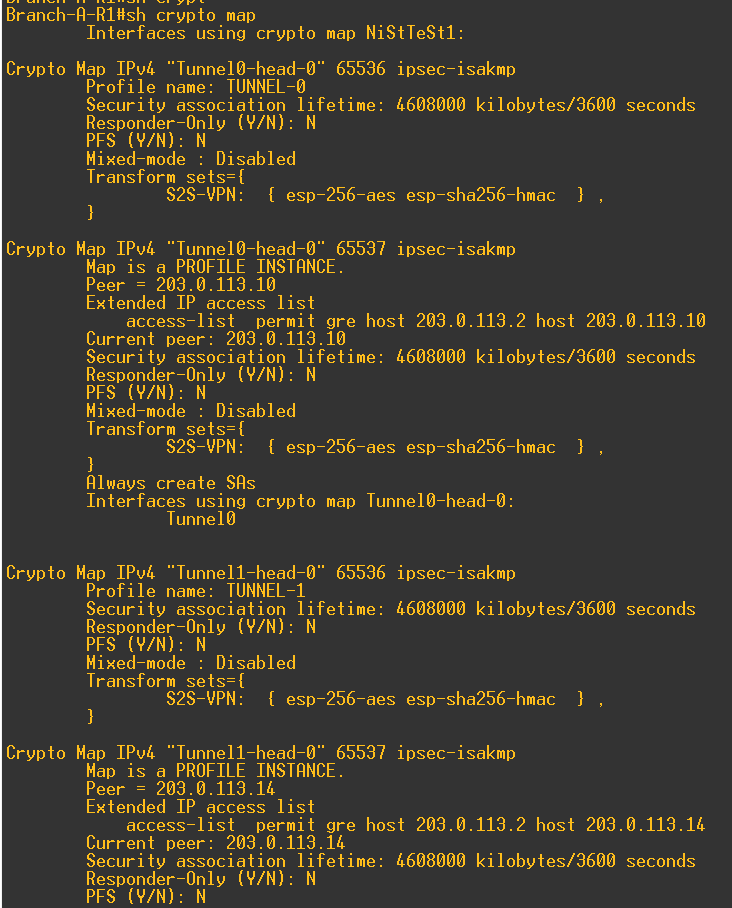 Branch-A-R1#sh crypt
Branch-A-R1#sh crypto map
Interfaces using crypto map NiStTeSt1:
Crypto Map IPv4 "Tunnel0-head-0" 65536 ipsec-isakmp
Profile name: TUNNEL-0
Security association lifetime: 4608000 kilobytes/3600 seconds
Responder-Only (Y/N): N
PFS (Y/N): N
Mixed-mode : Disabled
Transform sets={
S2S-VPN:  { esp-256-aes esp-sha256-hmac  } ,
}
Crypto Map IPv4 "Tunnel0-head-0" 65537 ipsec-isakmp
Map is a PROFILE INSTANCE.
Peer = 203.0.113.10
Extended IP access list
access-list  permit gre host 203.0.113.2 host 203.0.113.10
Current peer: 203.0.113.10
Security association lifetime: 4608000 kilobytes/3600 seconds
Responder-Only (Y/N): N
PFS (Y/N): N
Mixed-mode : Disabled
Transform sets={
S2S-VPN:  { esp-256-aes esp-sha256-hmac  } ,
}
Always create SAs
Interfaces using crypto map Tunnel0-head-0:
Tunnel0
Crypto Map IPv4 "Tunnel1-head-0" 65536 ipsec-isakmp
Profile name: TUNNEL-1
Security association lifetime: 4608000 kilobytes/3600 seconds
Responder-Only (Y/N): N
PFS (Y/N): N
Mixed-mode : Disabled
Transform sets={
S2S-VPN:  { esp-256-aes esp-sha256-hmac  } ,
}
Crypto Map IPv4 "Tunnel1-head-0" 65537 ipsec-isakmp
Map is a PROFILE INSTANCE.
Peer = 203.0.113.14
Extended IP access list
access-list  permit gre host 203.0.113.2 host 203.0.113.14
Current peer: 203.0.113.14
Security association lifetime: 4608000 kilobytes/3600 seconds
Responder-Only (Y/N): N
PFS (Y/N): N